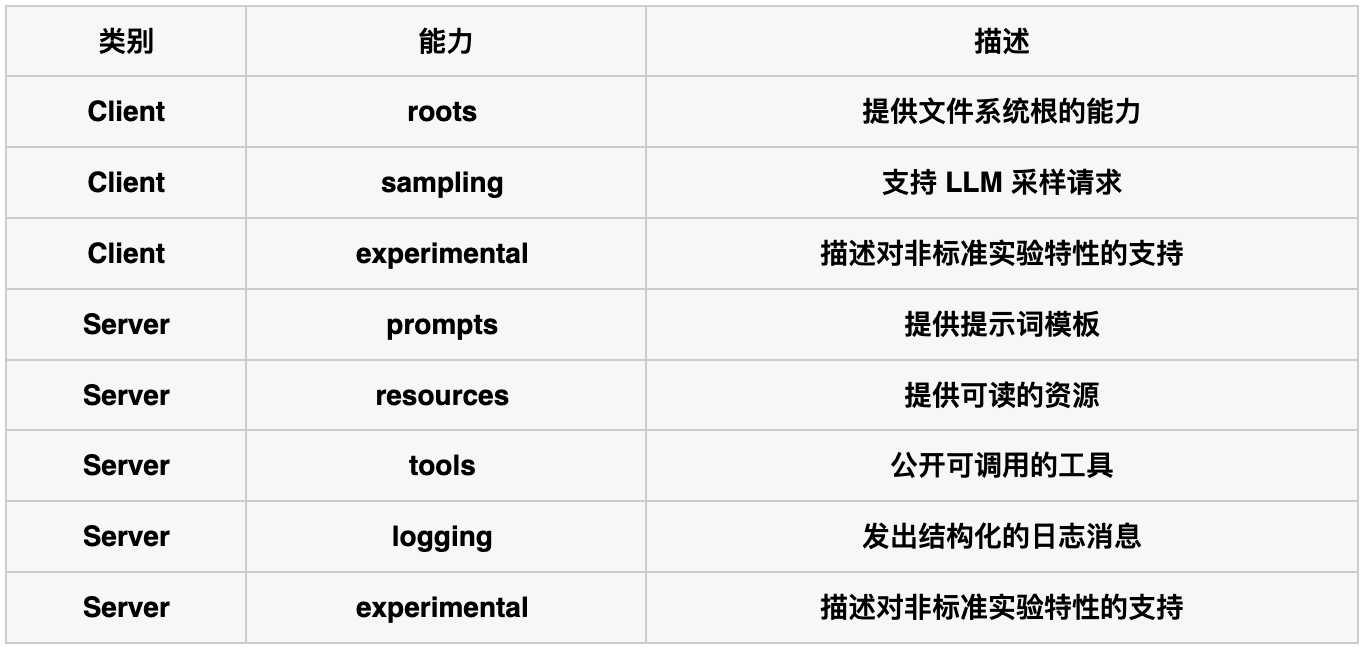 类别 能力 描述
Client roots 提供文件系统根的能力
Client sampling 支持 LLM 采样请求
Client experimental 描述对非标准实验特性的支持
Server prompts 提供提示词模板
Server resources 提供可读的资源
Server tools 公开可调用的工具
Server logging 发出结构化的日志消息
Server experimental 描述对非标准实验特性的支持